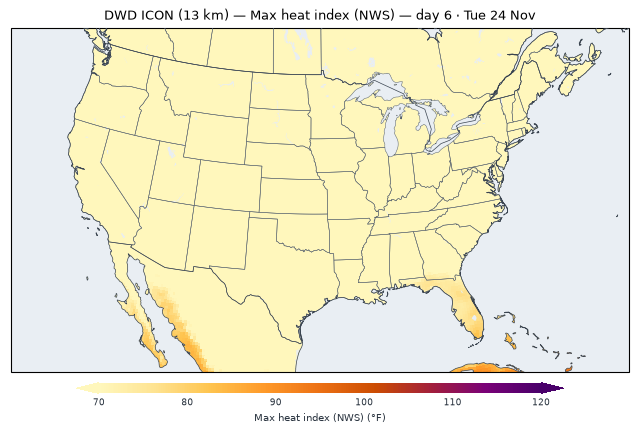 DWD ICON (13 km) — Max heat index (NWS) — day 6 · Tue 24 Nov
70 80 90 100 110 120
Max heat index (NWS) (°F)